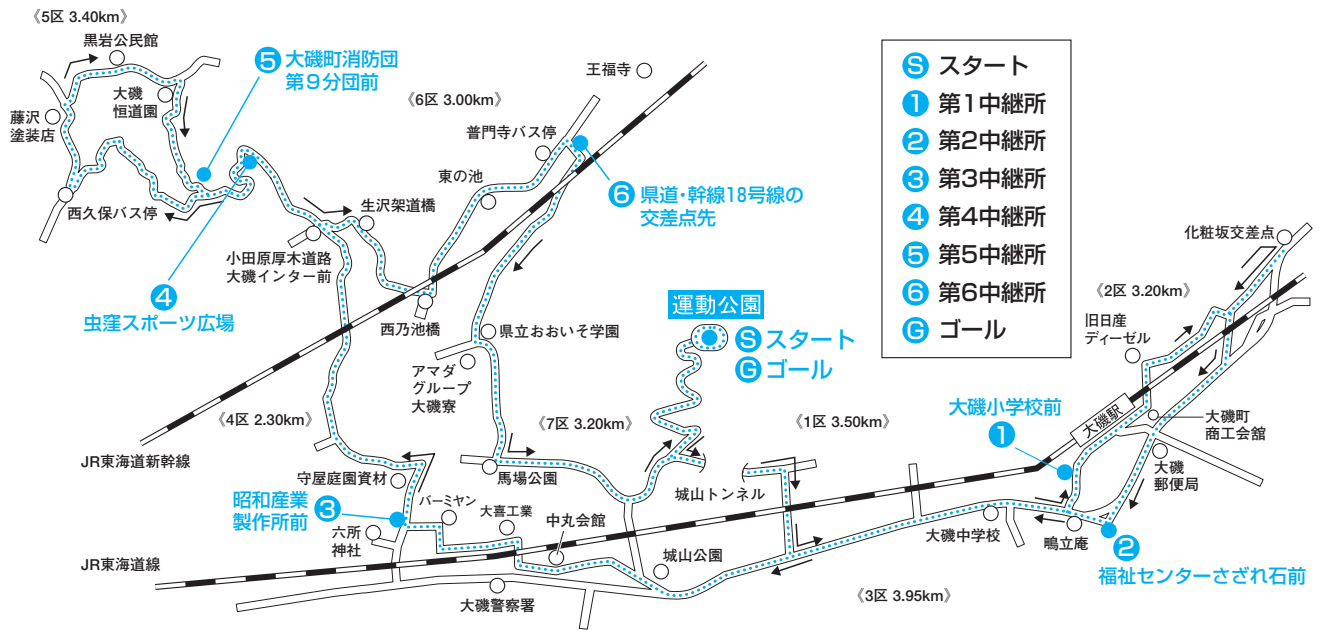 《5区 3.40km》
黒岩公民館
⑤大磯町消防団
第9分団前
大磯
恒道園
藤沢
塗装店
西久保バス停
④
虫窪スポーツ広場
《6区 3.00km》
王福寺
普門寺バス停
東の池
⑥県道・幹線18号線の
交差点先
生沢架道橋
小田原厚木道路
大磯インター前
西乃池橋
県立おおいそ学園
アマダ
グループ
大磯寮
運動公園
Ⓢスタート
Ⓖゴール
Ⓢ スタート
① 第1中継所
② 第2中継所
③ 第3中継所
④ 第4中継所
⑤ 第5中継所
⑥ 第6中継所
Ⓖ ゴール
化粧坂交差点
《2区 3.20km》
旧日産
ディーゼル
大磯駅
大磯小学校前
①
大磯町
商工会舘
大磯
郵便局
《4区 2.30km》
《7区 3.20km》
《1区 3.50km》
JR東海道新幹線
守屋庭園資材
馬場公園
城山トンネル
昭和産業
製作所前
③
バーミヤン
大喜工業
六所
神社
中丸会館
城山公園
大磯中学校
鴫立庵
②
福祉センターさざれ石前
JR東海道線
大磯警察署
《3区 3.95km》